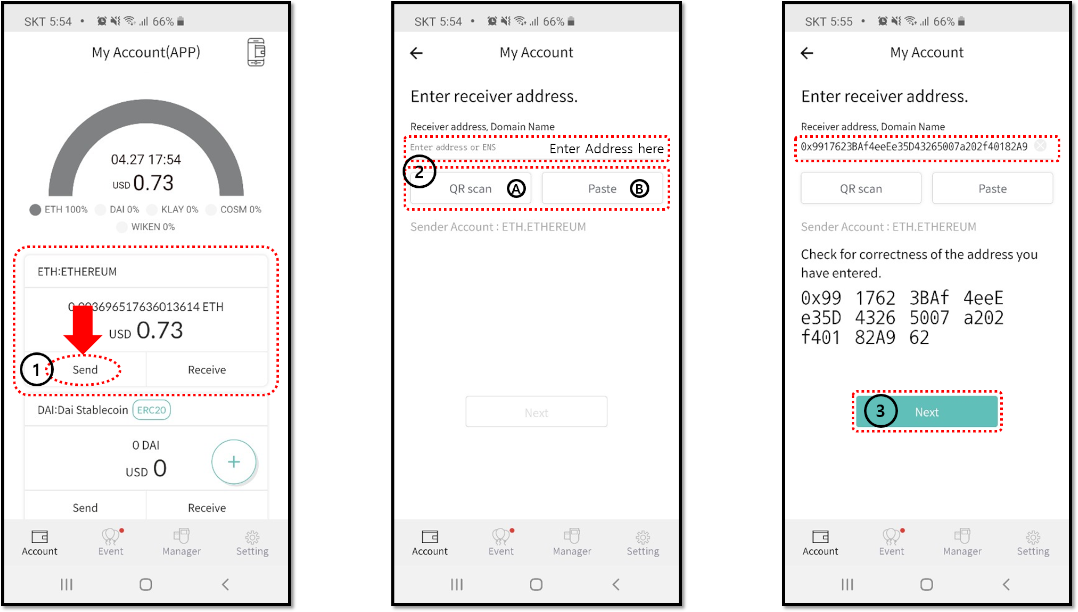 SKT 5:54 • 66%
My Account(APP)
04.27 17:54
USD 0.73
ETH 100% DAI 0% KLAY 0% COSM 0%
WIKEN 0%
ETH:ETHEREUM
0.003696517636013614 ETH
USD 0.73
1 Send Receive
DAI:Dai Stablecoin ERC20
0 DAI
USD 0
+
Send Receive
Account Event Manager Setting
SKT 5:54 • 66%
My Account
Enter receiver address.
Receiver address, Domain Name
Enter address or ENS Enter Address here
2
QR scan A Paste B
Sender Account : ETH.ETHEREUM
Next
Account Event Manager Setting
SKT 5:55 • 66%
My Account
Enter receiver address.
Receiver address, Domain Name
0x9917623BAf4eeEe35D43265007a202f40182A9
QR scan Paste
Sender Account : ETH.ETHEREUM
Check for correctness of the address you
have entered.
0x99 1762 3BAf 4eeE
e35D 4326 5007 a202
f401 82A9 62
3 Next
Account Event Manager Setting